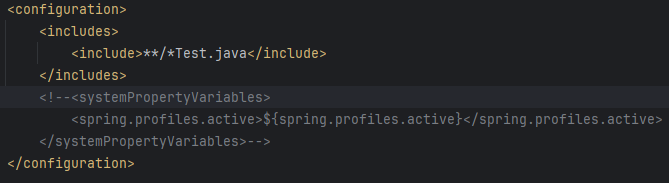 <configuration>
    <includes>
        <include>**/*Test.java</include>
    </includes>
    <!--<systemPropertyVariables>
        <spring.profiles.active>${spring.profiles.active}</spring.profiles.active>
    </systemPropertyVariables>-->
</configuration>